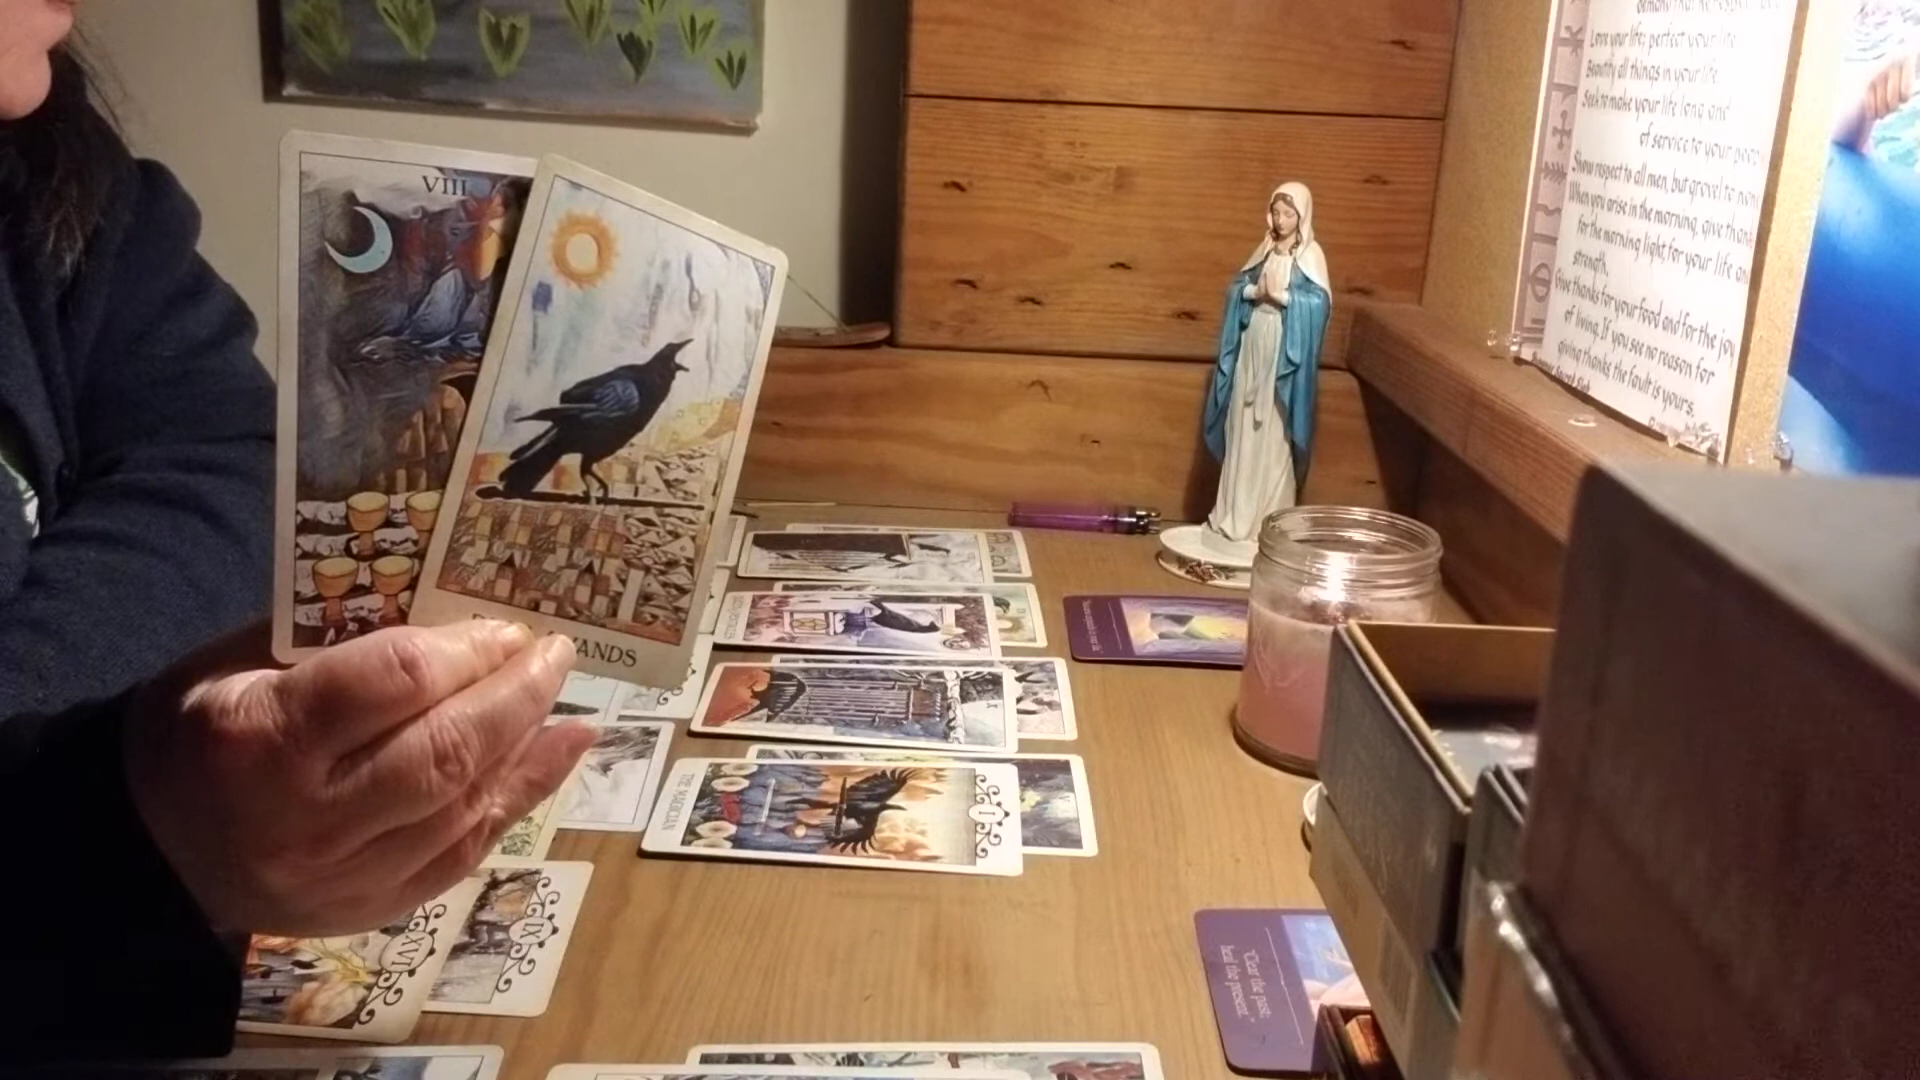 VIII
WANDS
demand that he respect
Love your life; perfect your life
Beautify all things in your life
Seek to make your life long and
of service to your
Show respect to all men, but grovel to none
When you arise in the morning, give thanks
for the morning light, for your life and
strength.
Give thanks for your food and for the joy
of living. If you see no reason for
giving thanks the fault is yours.
X
THE MAGICIAN
I
V
IX
XVI
"Clear the past;
heal the present."